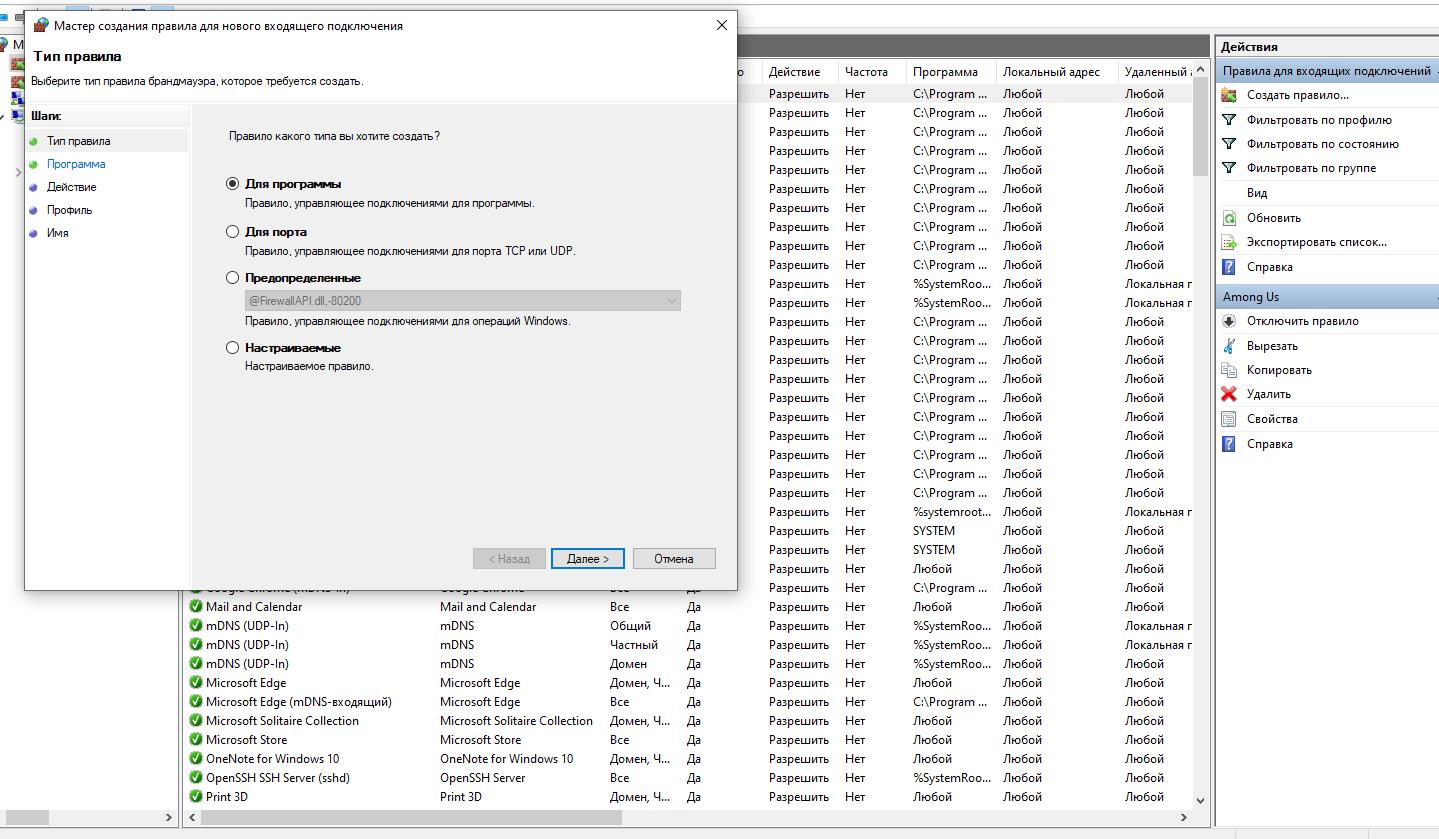 Мастер создания правила для нового входящего подключения
Тип правила
Выберите тип правила брандмауэра, которое требуется создать.
Шаги:
Тип правила
Программа
Действие
Профиль
Имя
Правило какого типа вы хотите создать?
Для программы
Правило, управляющее подключениями для программы.
Для порта
Правило, управляющее подключениями для порта TCP или UDP.
Предопределенные
@FirewallAPI.dll,-80200
Правило, управляющее подключениями для операций Windows.
Настраиваемые
Настраиваемое правило.
< Назад Далее > Отмена
Действие Частота Программа Локальный адрес Удаленный
Разрешить Нет C:\Program ... Любой Любой
Разрешить Нет C:\Program ... Любой Любой
Разрешить Нет C:\Program ... Любой Любой
Разрешить Нет C:\Program ... Любой Любой
Разрешить Нет C:\Program ... Любой Любой
Разрешить Нет C:\Program ... Любой Любой
Разрешить Нет C:\Program ... Любой Любой
Разрешить Нет C:\Program ... Любой Любой
Разрешить Нет C:\Program ... Любой Любой
Разрешить Нет C:\Program ... Любой Любой
Разрешить Нет %SystemRoo... Любой Локальная п
Разрешить Нет %SystemRoo... Любой Локальная п
Разрешить Нет C:\Program ... Любой Любой
Разрешить Нет C:\Program ... Любой Любой
Разрешить Нет C:\Program ... Любой Любой
Разрешить Нет C:\Program ... Любой Любой
Разрешить Нет C:\Program ... Любой Любой
Разрешить Нет C:\Program ... Любой Любой
Разрешить Нет C:\Program ... Любой Любой
Разрешить Нет C:\Program ... Любой Любой
Разрешить Нет C:\Program ... Любой Любой
Разрешить Нет C:\Program ... Любой Любой
Разрешить Нет %systemroot... Любой Локальная п
Разрешить Нет SYSTEM Любой Любой
Разрешить Нет SYSTEM Любой Любой
Разрешить Нет Любой Любой Любой
Google Chrome (mDNS-In) Google Chrome Все Да Разрешить Нет C:\Program ... Любой Любой
Mail and Calendar Mail and Calendar Все Да Разрешить Нет Любой Любой Любой
mDNS (UDP-In) mDNS Общий Да Разрешить Нет %SystemRoo... Любой Локальная п
mDNS (UDP-In) mDNS Частный Да Разрешить Нет %SystemRoo... Любой Локальная п
mDNS (UDP-In) mDNS Домен Да Разрешить Нет %SystemRoo... Любой Любой
Microsoft Edge Microsoft Edge Домен, Ч... Да Разрешить Нет Любой Любой Любой
Microsoft Edge (mDNS-входящий) Microsoft Edge Все Да Разрешить Нет C:\Program ... Любой Любой
Microsoft Solitaire Collection Microsoft Solitaire Collection Домен, Ч... Да Разрешить Нет Любой Любой Любой
Microsoft Store Microsoft Store Все Да Разрешить Нет Любой Любой Любой
OneNote for Windows 10 OneNote for Windows 10 Домен, Ч... Да Разрешить Нет Любой Любой Любой
OpenSSH SSH Server (sshd) OpenSSH Server Все Да Разрешить Нет %SystemRoo... Любой Любой
Print 3D Print 3D Домен, Ч... Да Разрешить Нет Любой Любой Любой
Действия
Правила для входящих подключений
Создать правило...
Фильтровать по профилю
Фильтровать по состоянию
Фильтровать по группе
Вид
Обновить
Экспортировать список...
Справка
Among Us
Отключить правило
Вырезать
Копировать
Удалить
Свойства
Справка